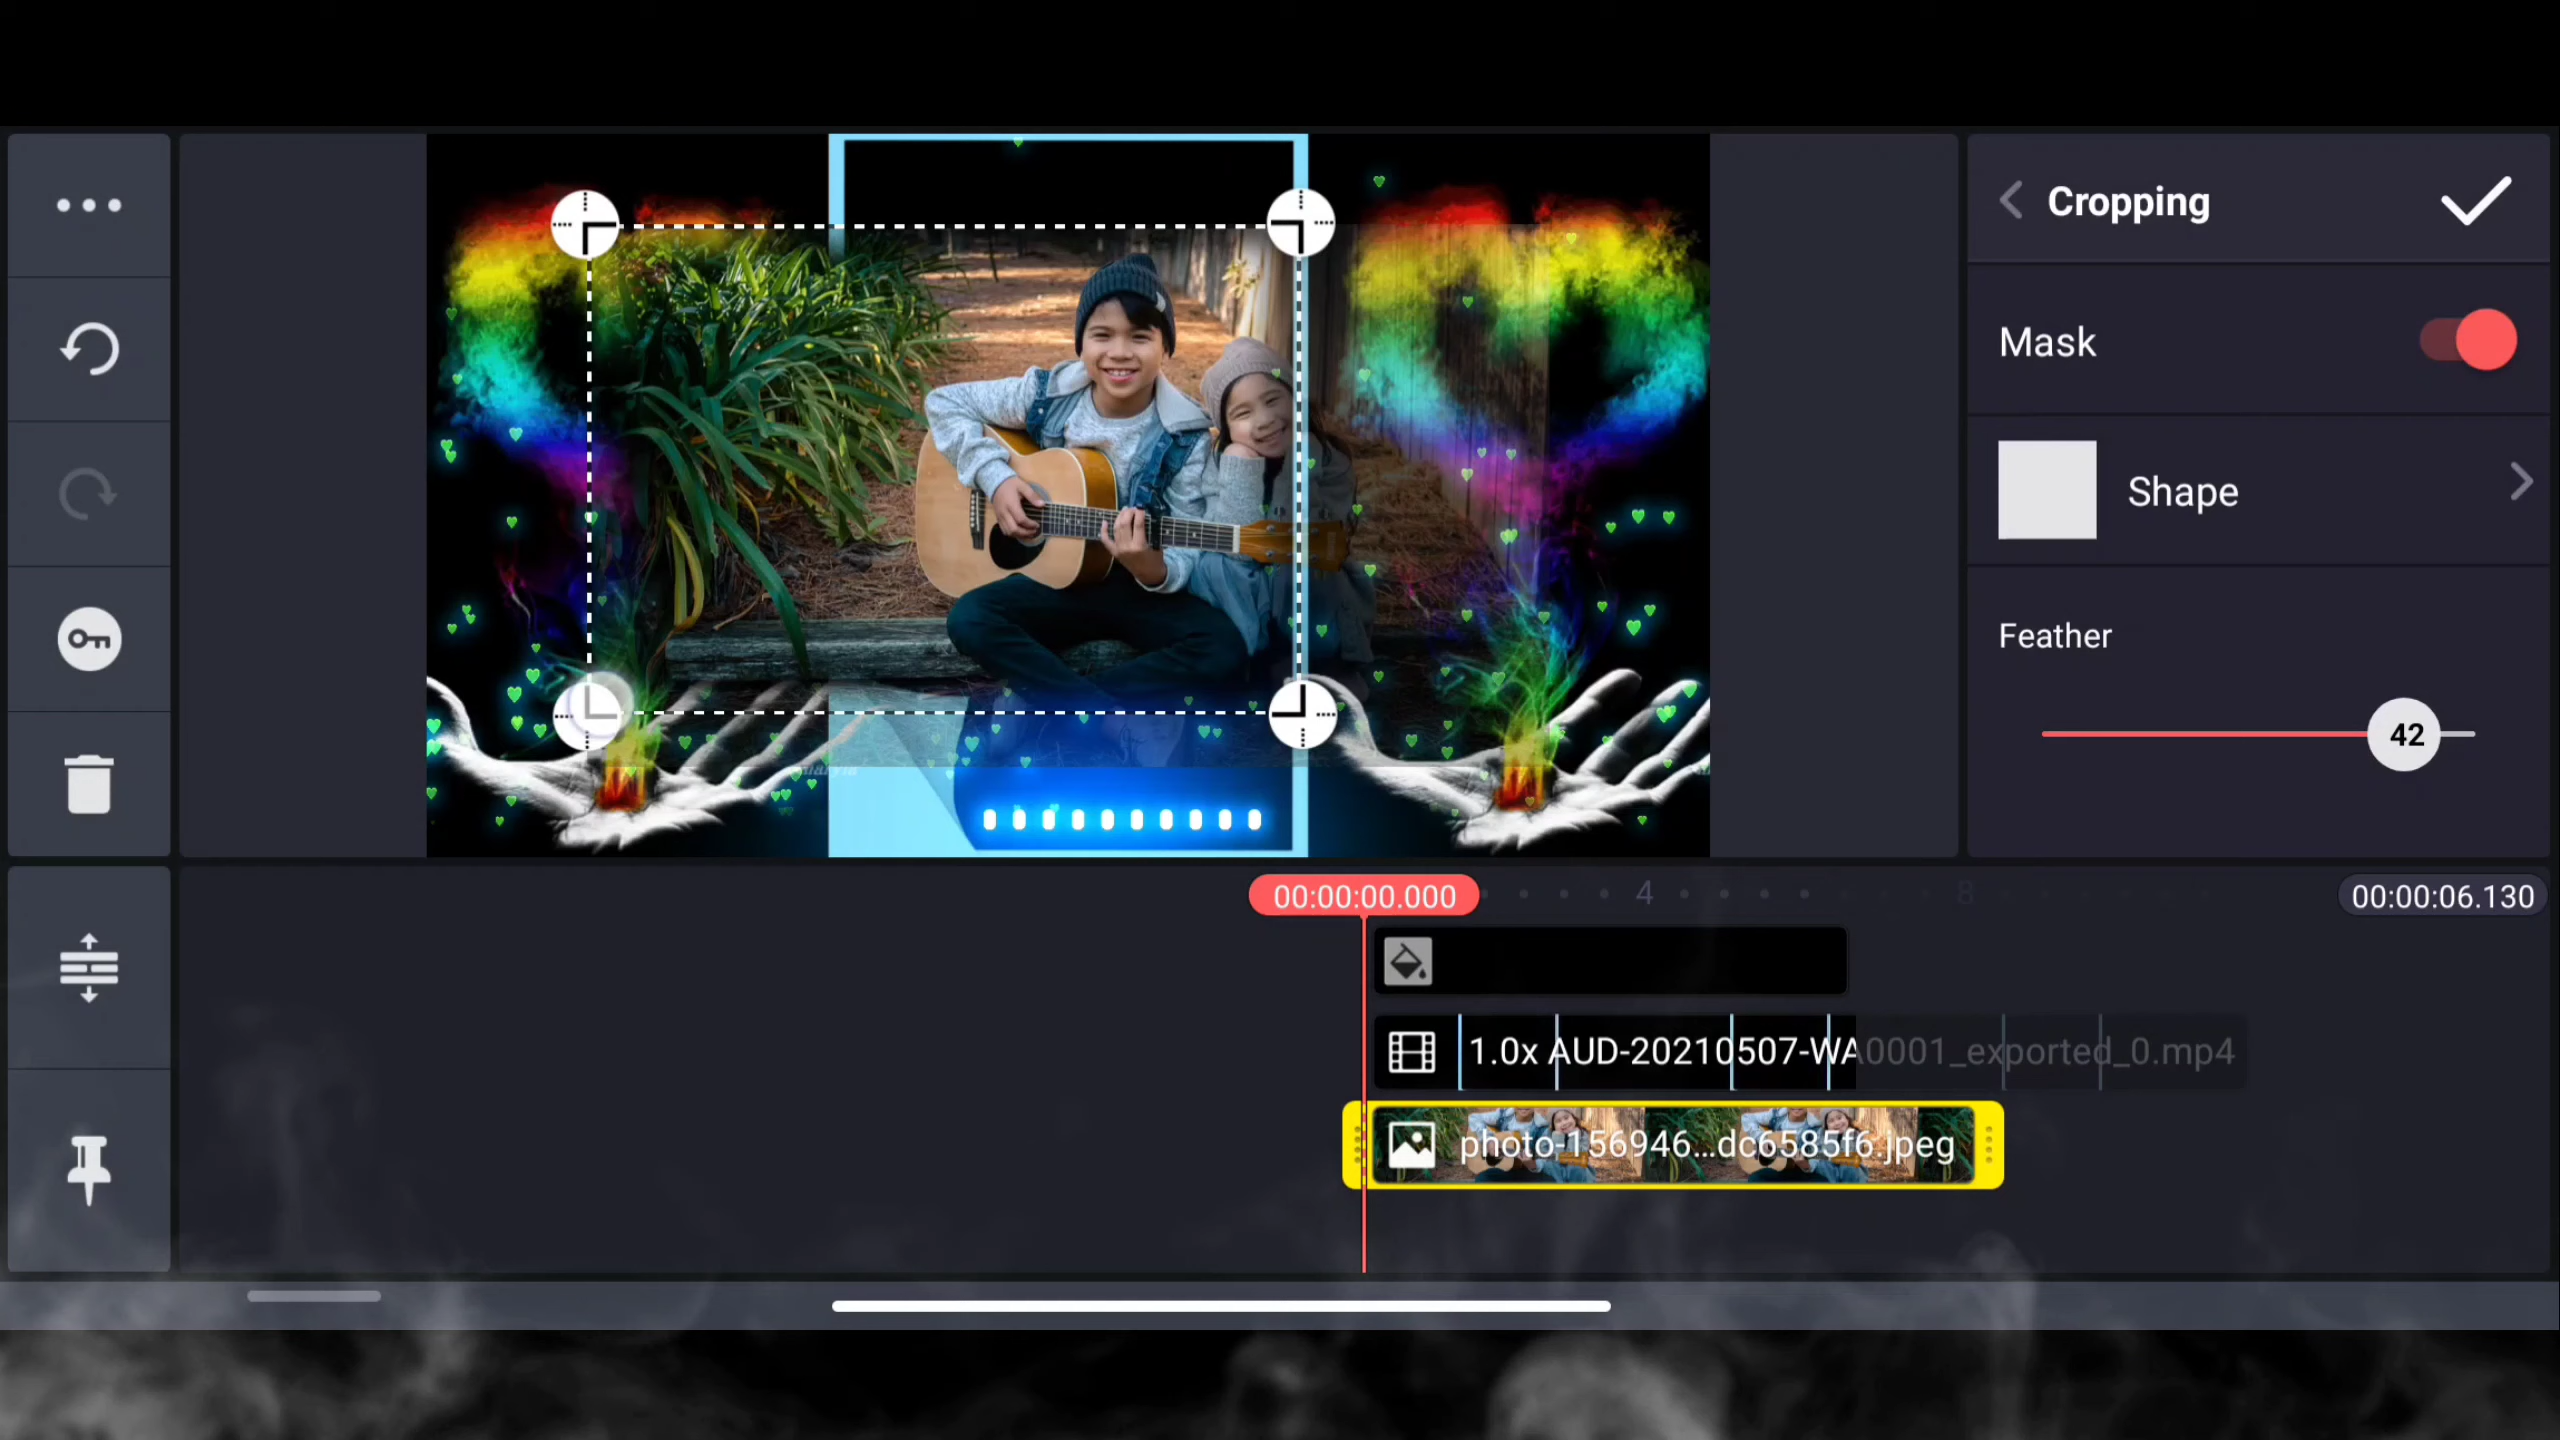 Cropping
Mask
Shape
Feather
42
00:00:00.000
4
8
00:00:06.130
1.0x AUD-20210507-WA0001_exported_0.mp4
photo-156946...dc6585f6.jpeg